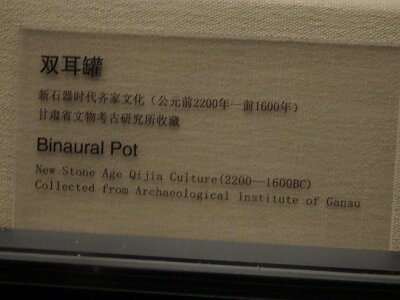 双耳罐
新石器时代齐家文化（公元前2200年—前1600年）
甘肃省文物考古研究所收藏
Binaural Pot
New Stone Age Qijia Culture(2200—1600BC)
Collected from Archaeological institute of Gansu